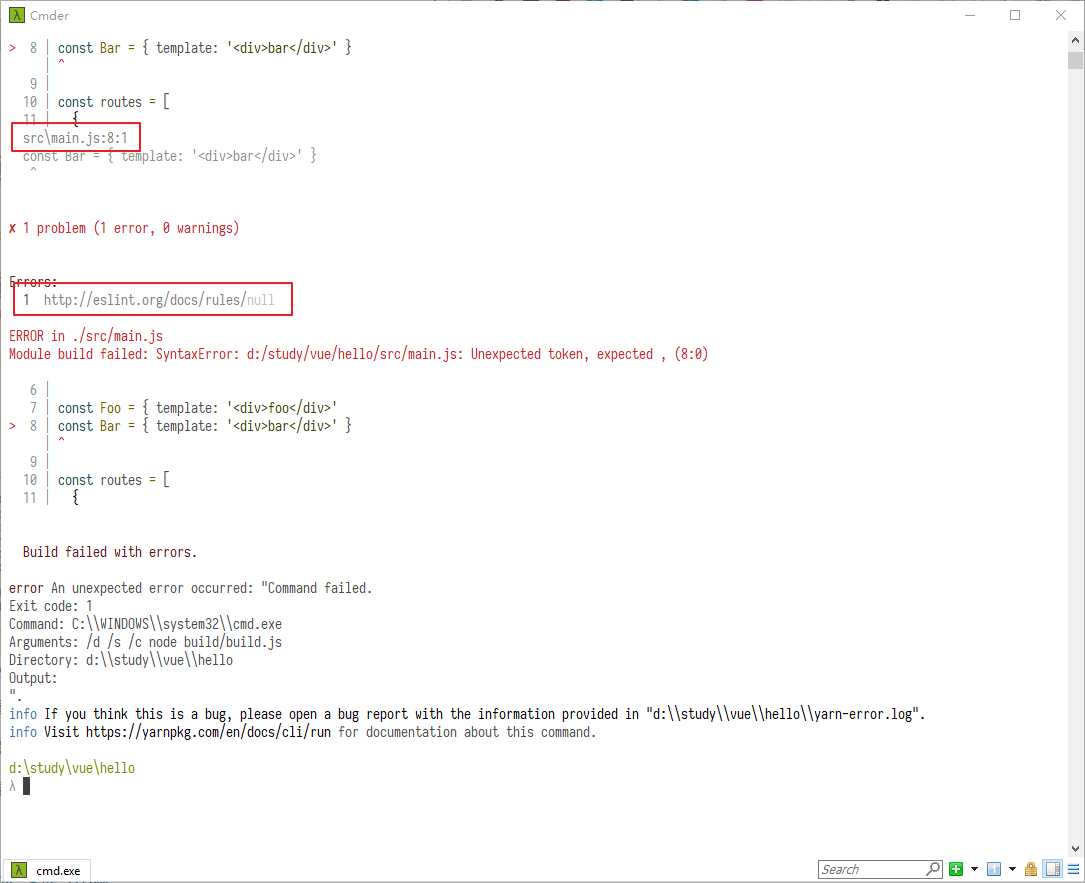 Cmder
> 8 | const Bar = { template: '<div>bar</div>' }
| ^
9 |
10 | const routes = [
11 | {
src\main.js:8:1
const Bar = { template: '<div>bar</div>' }
^
✘ 1 problem (1 error, 0 warnings)
Errors:
1 http://eslint.org/docs/rules/null
ERROR in ./src/main.js
Module build failed: SyntaxError: d:/study/vue/hello/src/main.js: Unexpected token, expected , (8:0)
6 |
7 | const Foo = { template: '<div>foo</div>'
> 8 | const Bar = { template: '<div>bar</div>' }
| ^
9 |
10 | const routes = [
11 | {
Build failed with errors.
error An unexpected error occurred: "Command failed.
Exit code: 1
Command: C:\\WINDOWS\\system32\\cmd.exe
Arguments: /d /s /c node build/build.js
Directory: d:\\study\\vue\\hello
Output:
".
info If you think this is a bug, please open a bug report with the information provided in "d:\\study\\vue\\hello\\yarn-error.log".
info Visit https://yarnpkg.com/en/docs/cli/run for documentation about this command.
d:\study\vue\hello
λ
cmd.exe
Search